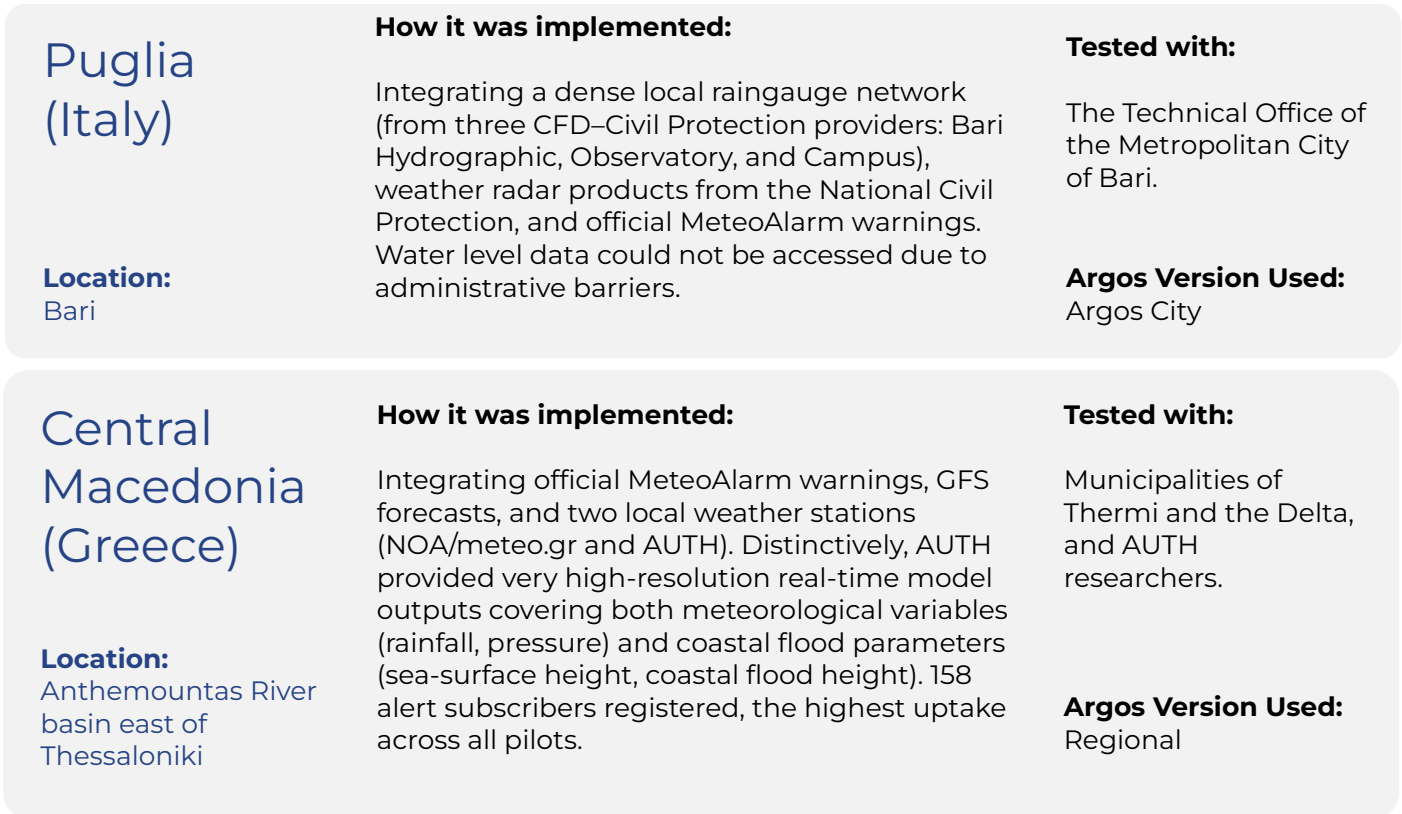 Puglia
(Italy)
Location:
Bari
How it was implemented:
Integrating a dense local raingauge network
(from three CFD–Civil Protection providers: Bari
Hydrographic, Observatory, and Campus),
weather radar products from the National Civil
Protection, and official MeteoAlarm warnings.
Water level data could not be accessed due to
administrative barriers.
Tested with:
The Technical Office of
the Metropolitan City
of Bari.
Argos Version Used:
Argos City
Central
Macedonia
(Greece)
Location:
Anthemountas River
basin east of
Thessaloniki
How it was implemented:
Integrating official MeteoAlarm warnings, GFS
forecasts, and two local weather stations
(NOA/meteo.gr and AUTH). Distinctively, AUTH
provided very high-resolution real-time model
outputs covering both meteorological variables
(rainfall, pressure) and coastal flood parameters
(sea-surface height, coastal flood height). 158
alert subscribers registered, the highest uptake
across all pilots.
Tested with:
Municipalities of
Thermi and the Delta,
and AUTH
researchers.
Argos Version Used:
Regional